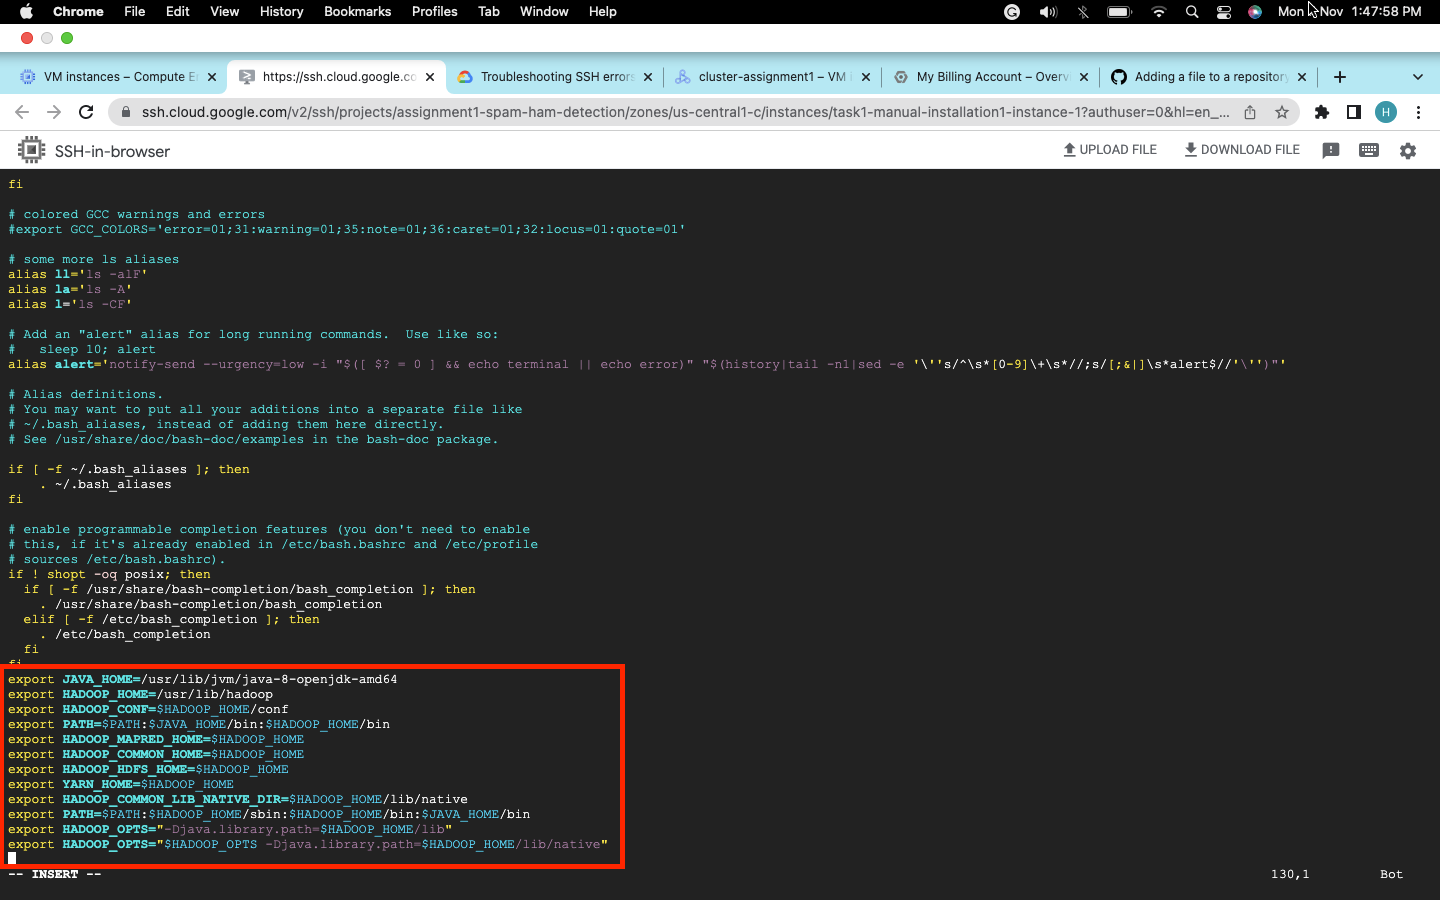 Chrome File Edit View History Bookmarks Profiles Tab Window Help Mon Nov 1:47:58 PM
VM instances – Compute E
https://ssh.cloud.google.co
Troubleshooting SSH errors
cluster-assignment1 – VM
My Billing Account – Overvi
Adding a file to a repository
ssh.cloud.google.com/v2/ssh/projects/assignment1-spam-ham-detection/zones/us-central1-c/instances/task1-manual-installation1-instance-1?authuser=0&hl=en_... H
SSH-in-browser UPLOAD FILE DOWNLOAD FILE
fi
# colored GCC warnings and errors
#export GCC_COLORS='error=01;31:warning=01;35:note=01;36:caret=01;32:locus=01:quote=01'
# some more ls aliases
alias ll='ls -alF'
alias la='ls -A'
alias l='ls -CF'
# Add an "alert" alias for long running commands.  Use like so:
#   sleep 10; alert
alias alert='notify-send --urgency=low -i "$([ $? = 0 ] && echo terminal || echo error)" "$(history|tail -n1|sed -e '\''s/^\s*[0-9]\+\s*//;s/[;&|]\s*alert$//'\'')"'
# Alias definitions.
# You may want to put all your additions into a separate file like
# ~/.bash_aliases, instead of adding them here directly.
# See /usr/share/doc/bash-doc/examples in the bash-doc package.
if [ -f ~/.bash_aliases ]; then
    . ~/.bash_aliases
fi
# enable programmable completion features (you don't need to enable
# this, if it's already enabled in /etc/bash.bashrc and /etc/profile
# sources /etc/bash.bashrc).
if ! shopt -oq posix; then
  if [ -f /usr/share/bash-completion/bash_completion ]; then
    . /usr/share/bash-completion/bash_completion
  elif [ -f /etc/bash_completion ]; then
    . /etc/bash_completion
  fi
fi
export JAVA_HOME=/usr/lib/jvm/java-8-openjdk-amd64
export HADOOP_HOME=/usr/lib/hadoop
export HADOOP_CONF=$HADOOP_HOME/conf
export PATH=$PATH:$JAVA_HOME/bin:$HADOOP_HOME/bin
export HADOOP_MAPRED_HOME=$HADOOP_HOME
export HADOOP_COMMON_HOME=$HADOOP_HOME
export HADOOP_HDFS_HOME=$HADOOP_HOME
export YARN_HOME=$HADOOP_HOME
export HADOOP_COMMON_LIB_NATIVE_DIR=$HADOOP_HOME/lib/native
export PATH=$PATH:$HADOOP_HOME/sbin:$HADOOP_HOME/bin:$JAVA_HOME/bin
export HADOOP_OPTS="-Djava.library.path=$HADOOP_HOME/lib"
export HADOOP_OPTS="$HADOOP_OPTS -Djava.library.path=$HADOOP_HOME/lib/native"
-- INSERT -- 130,1 Bot